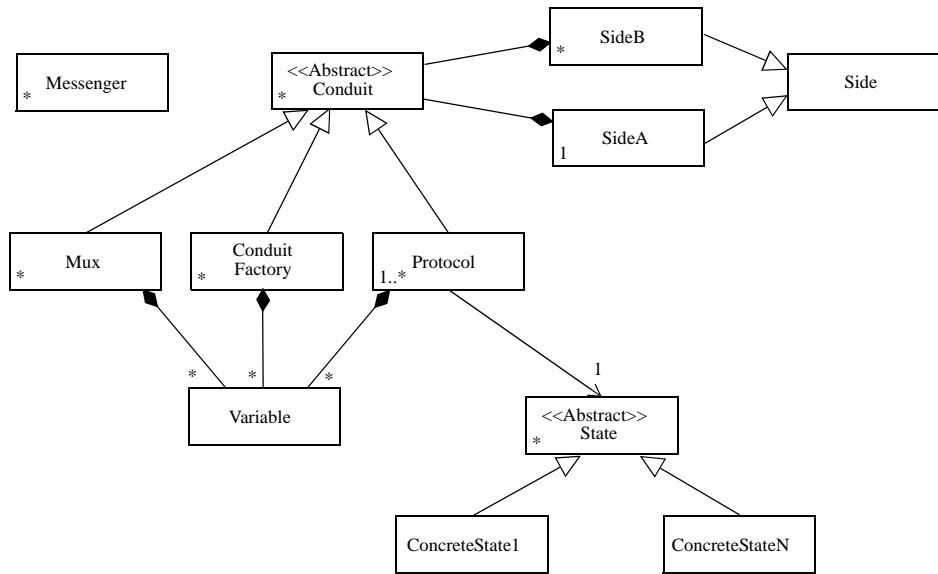 SideB
*
<<Abstract>>
Conduit
*
Messenger
*
Side
SideA
1
Mux
*
Conduit
Factory
*
Protocol
1..*
*
*
*
Variable
1
<<Abstract>>
State
*
ConcreteState1
ConcreteStateN